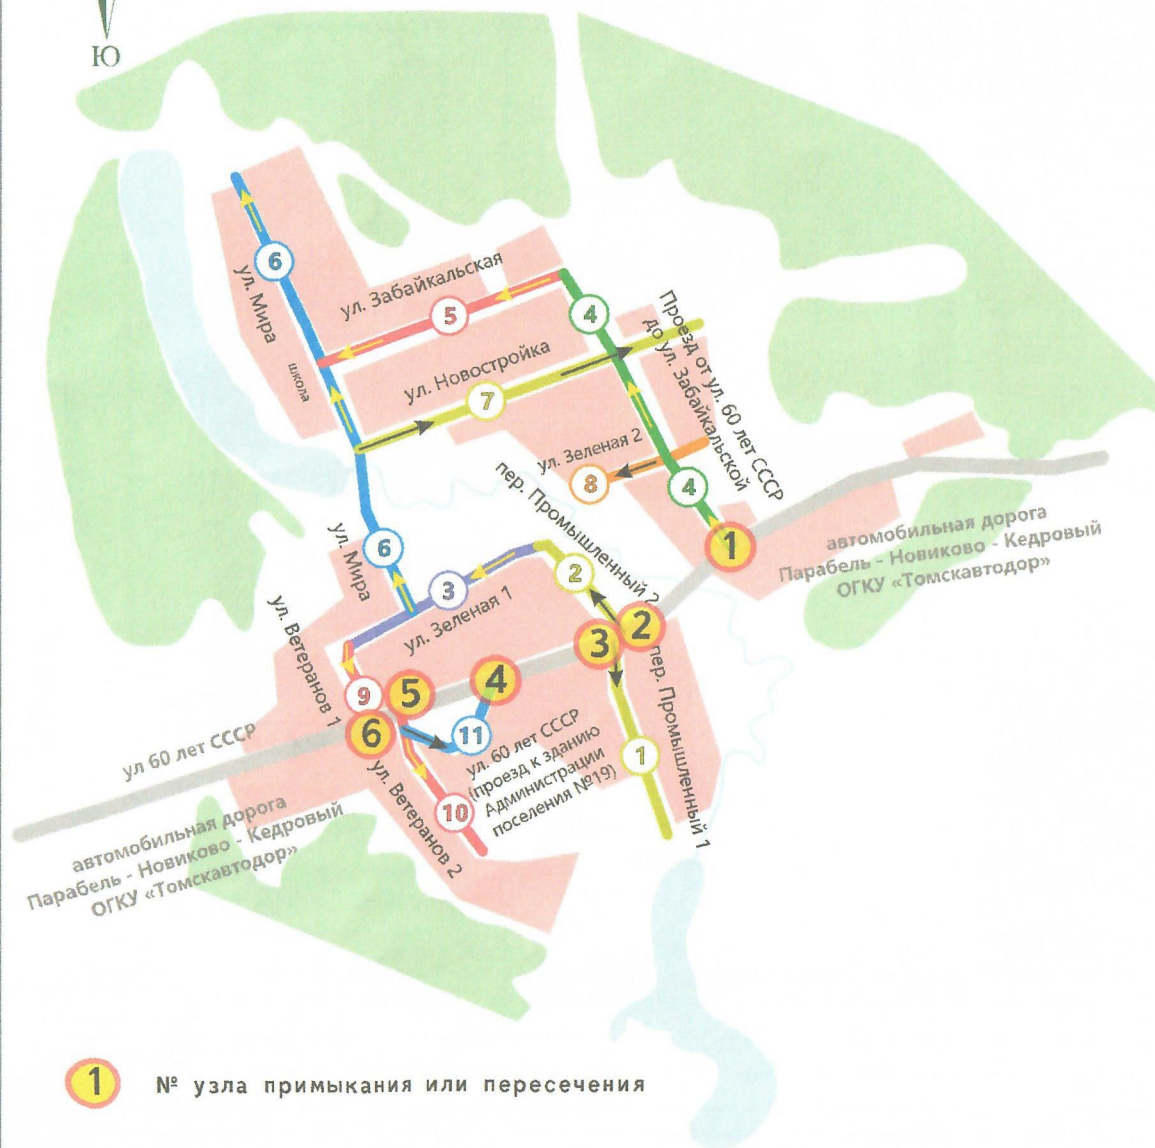 Ю
6
ул. Мира
ул. Забайкальская
5
4
школа
ул. Новостройка
7
Проезд от ул. 60 лет СССР
до ул. Забайкальской
ул. Зеленая 2
8
4
пер. Промышленный 2
1
автомобильная дорога
Парабель - Новиково - Кедровый
ОГКУ «Томскавтодор»
6
ул. Мира
3
2
ул. Зеленая 1
2
3
ул. Ветеранов 1
9
5
4
6
11
ул. 60 лет СССР
(проезд к зданию
Администрации
поселения №19)
пер. Промышленный 1
1
ул 60 лет СССР
10
ул. Ветеранов 2
автомобильная дорога
Парабель - Новиково - Кедровый
ОГКУ «Томскавтодор»
1
№ узла примыкания или пересечения